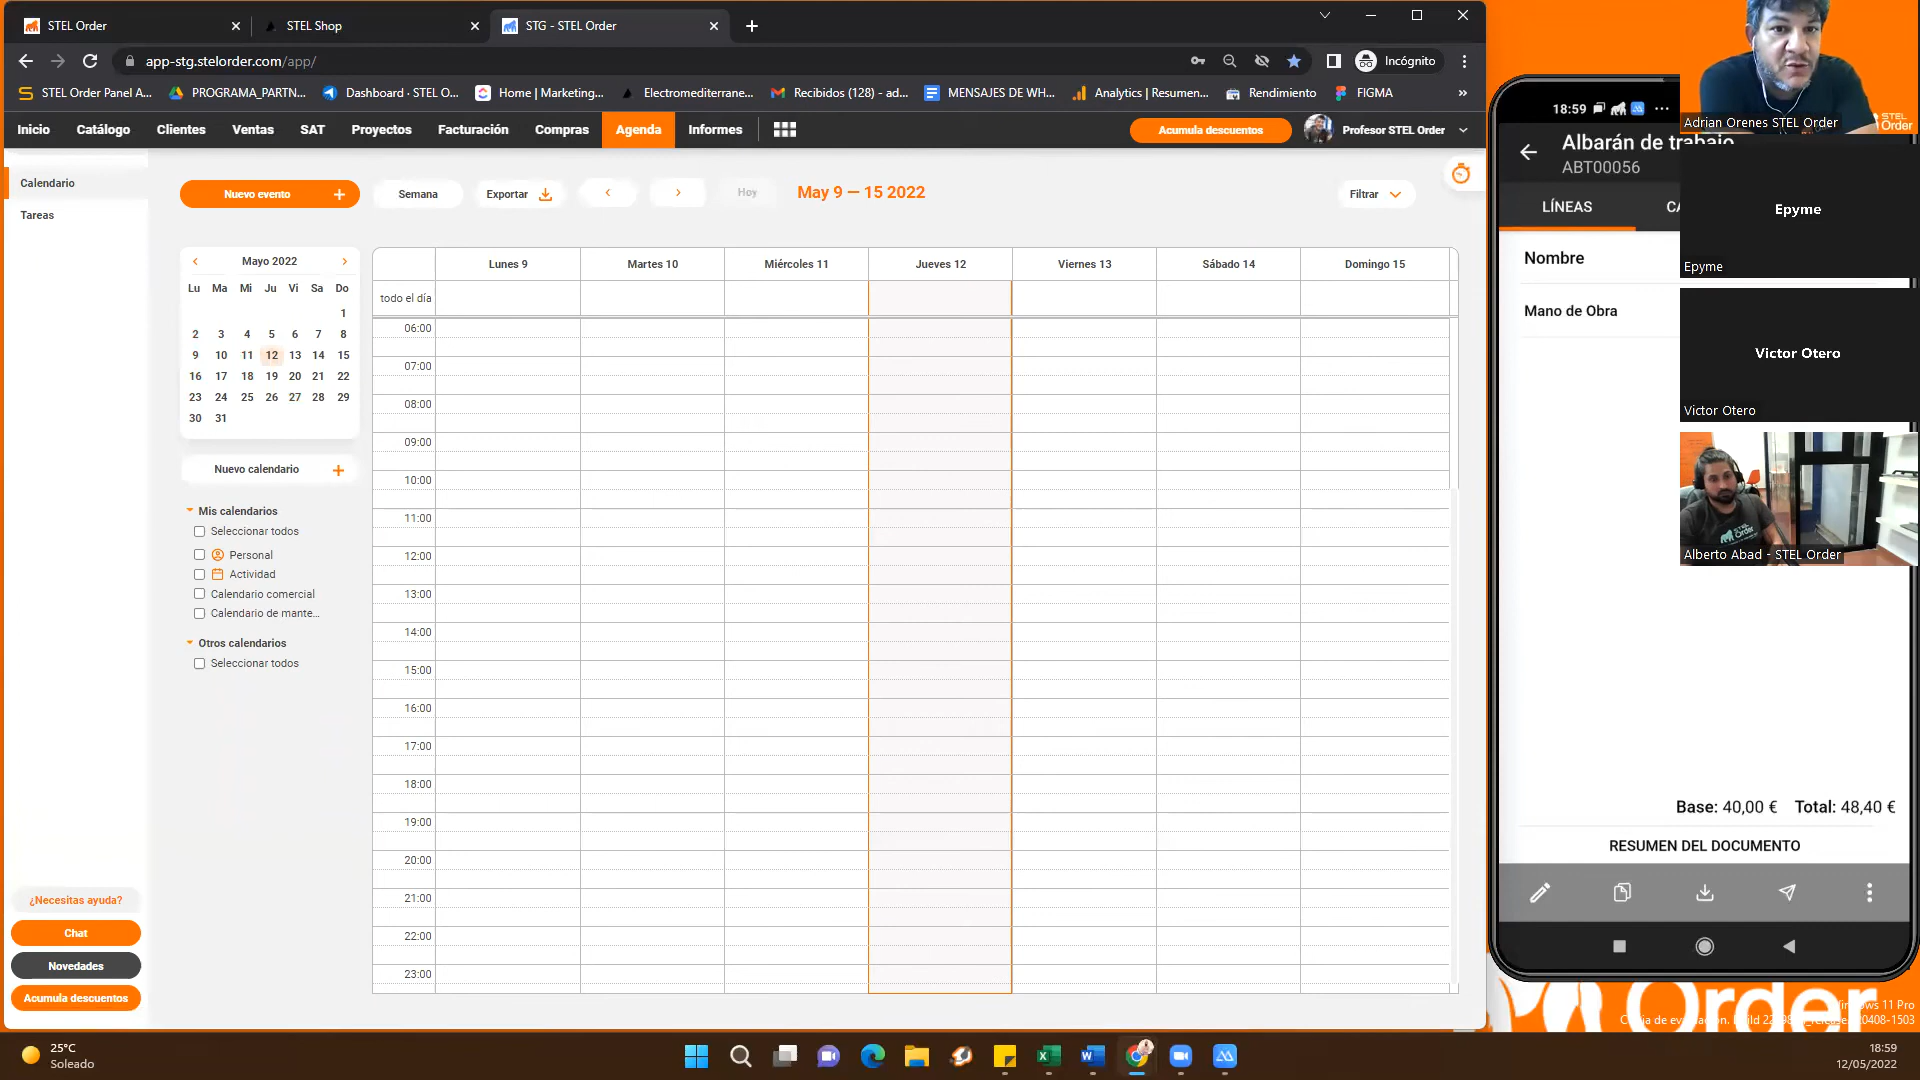 STEL Order
STEL Shop
STG - STEL Order
app-stg.stelorder.com/app/
Incógnito
STEL Order Panel A...
PROGRAMA_PARTN...
Dashboard · STEL O...
Home | Marketing...
Electromediterrane...
Recibidos (128) - ad...
MENSAJES DE WH...
Analytics | Resumen...
Rendimiento
FIGMA
»
Inicio
Catálogo
Clientes
Ventas
SAT
Proyectos
Facturación
Compras
Agenda
Informes
Acumula descuentos
Profesor STEL Order
Calendario
Tareas
Nuevo evento +
Semana
Exportar
Hoy
May 9 — 15 2022
Filtrar
Mayo 2022
Lu Ma Mi Ju Vi Sa Do
1
2 3 4 5 6 7 8
9 10 11 12 13 14 15
16 17 18 19 20 21 22
23 24 25 26 27 28 29
30 31
Nuevo calendario +
Mis calendarios
Seleccionar todos
Personal
Actividad
Calendario comercial
Calendario de mante...
Otros calendarios
Seleccionar todos
Lunes 9
Martes 10
Miércoles 11
Jueves 12
Viernes 13
Sábado 14
Domingo 15
todo el día
06:00
07:00
08:00
09:00
10:00
11:00
12:00
13:00
14:00
15:00
16:00
17:00
18:00
19:00
20:00
21:00
22:00
23:00
¿Necesitas ayuda?
Chat
Novedades
Acumula descuentos
18:59
Albarán de trabajo
ABT00056
LÍNEAS
CA
Nombre
Mano de Obra
Base: 40,00 € Total: 48,40 €
RESUMEN DEL DOCUMENTO
Adrian Orenes STEL Order
STEL
Order
Epyme
Epyme
Victor Otero
Victor Otero
STEL
Order
Alberto Abad - STEL Order
Order
11 Pro
25°C
Soleado
18:59
12/05/2022